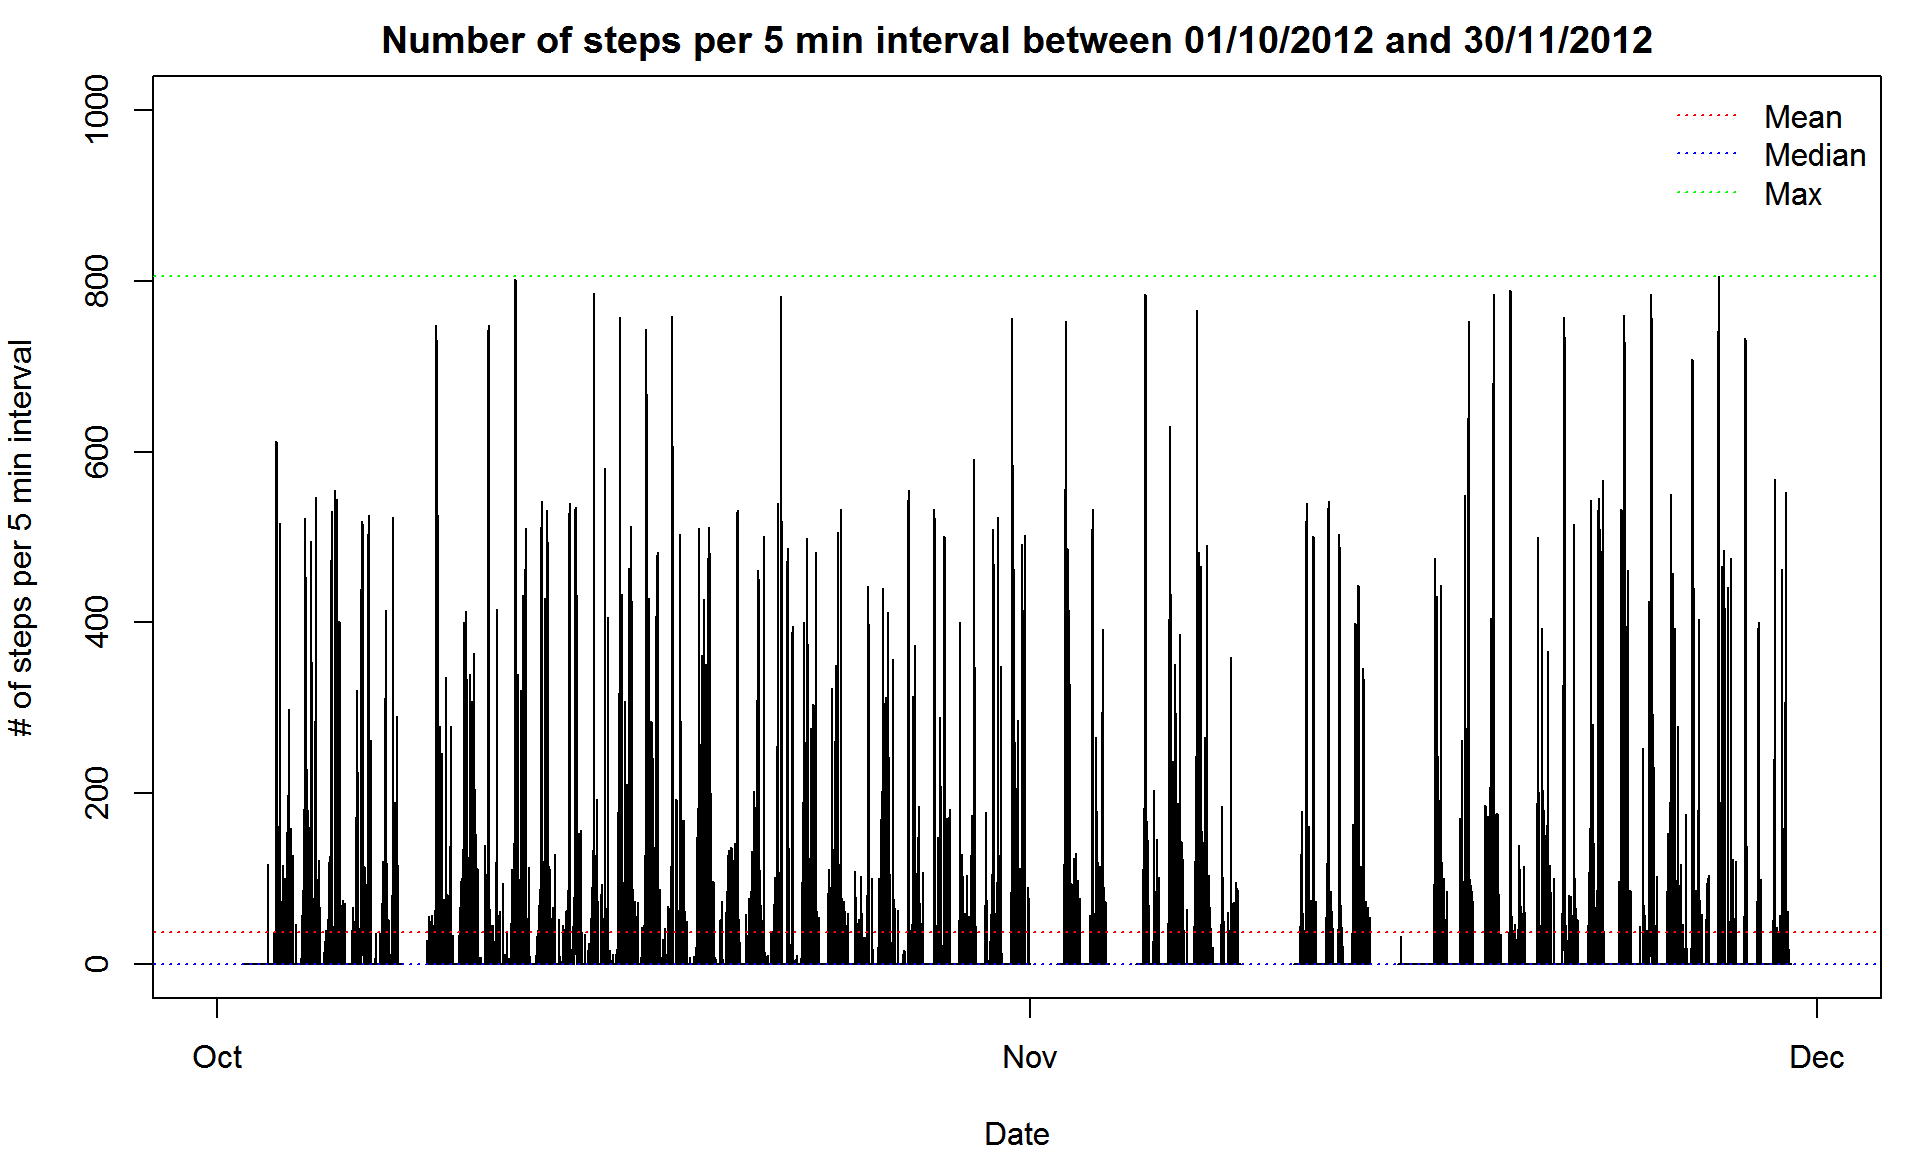 Number of steps per 5 min interval between 01/10/2012 and 30/11/2012
Mean
Median
Max
# of steps per 5 min interval
1000
800
600
400
200
0
Oct Nov Dec
Date